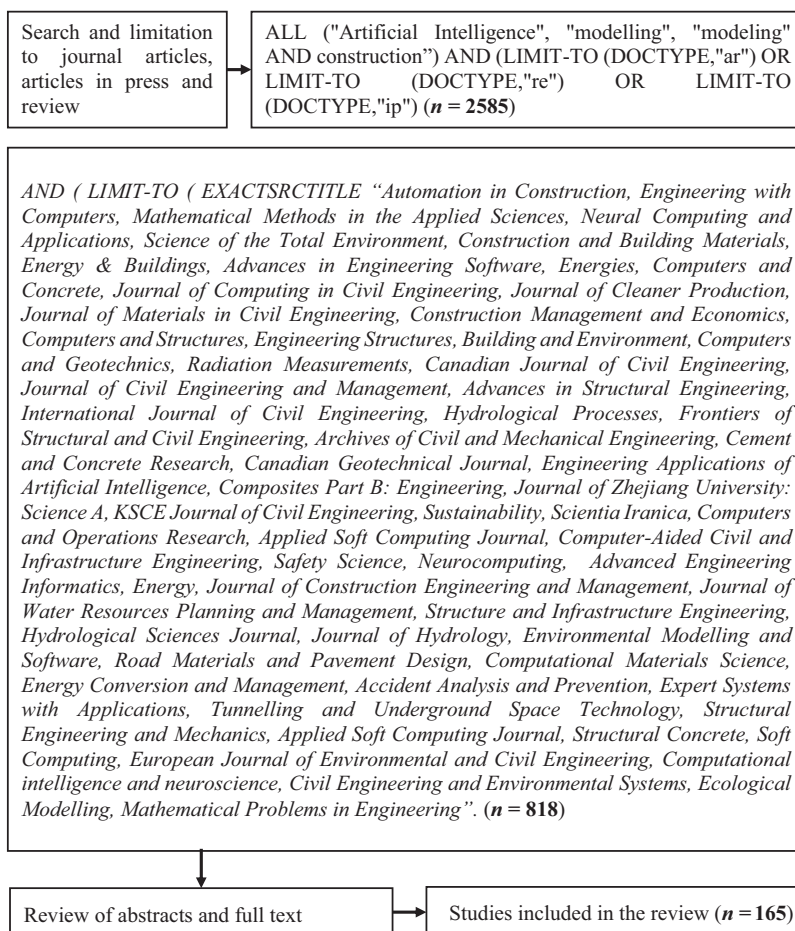 Search and limitation
to journal articles,
articles in press and
review
ALL ("Artificial Intelligence", "modelling", "modeling"
AND construction”) AND (LIMIT-TO (DOCTYPE,"ar") OR
LIMIT-TO (DOCTYPE,"re") OR LIMIT-TO
(DOCTYPE,"ip") (n = 2585)
AND ( LIMIT-TO ( EXACTSRCTITLE “Automation in Construction, Engineering with
Computers, Mathematical Methods in the Applied Sciences, Neural Computing and
Applications, Science of the Total Environment, Construction and Building Materials,
Energy & Buildings, Advances in Engineering Software, Energies, Computers and
Concrete, Journal of Computing in Civil Engineering, Journal of Cleaner Production,
Journal of Materials in Civil Engineering, Construction Management and Economics,
Computers and Structures, Engineering Structures, Building and Environment, Computers
and Geotechnics, Radiation Measurements, Canadian Journal of Civil Engineering,
Journal of Civil Engineering and Management, Advances in Structural Engineering,
International Journal of Civil Engineering, Hydrological Processes, Frontiers of
Structural and Civil Engineering, Archives of Civil and Mechanical Engineering, Cement
and Concrete Research, Canadian Geotechnical Journal, Engineering Applications of
Artificial Intelligence, Composites Part B: Engineering, Journal of Zhejiang University:
Science A, KSCE Journal of Civil Engineering, Sustainability, Scientia Iranica, Computers
and Operations Research, Applied Soft Computing Journal, Computer-Aided Civil and
Infrastructure Engineering, Safety Science, Neurocomputing, Advanced Engineering
Informatics, Energy, Journal of Construction Engineering and Management, Journal of
Water Resources Planning and Management, Structure and Infrastructure Engineering,
Hydrological Sciences Journal, Journal of Hydrology, Environmental Modelling and
Software, Road Materials and Pavement Design, Computational Materials Science,
Energy Conversion and Management, Accident Analysis and Prevention, Expert Systems
with Applications, Tunnelling and Underground Space Technology, Structural
Engineering and Mechanics, Applied Soft Computing Journal, Structural Concrete, Soft
Computing, European Journal of Environmental and Civil Engineering, Computational
intelligence and neuroscience, Civil Engineering and Environmental Systems, Ecological
Modelling, Mathematical Problems in Engineering”. (n = 818)
Review of abstracts and full text
Studies included in the review (n = 165)